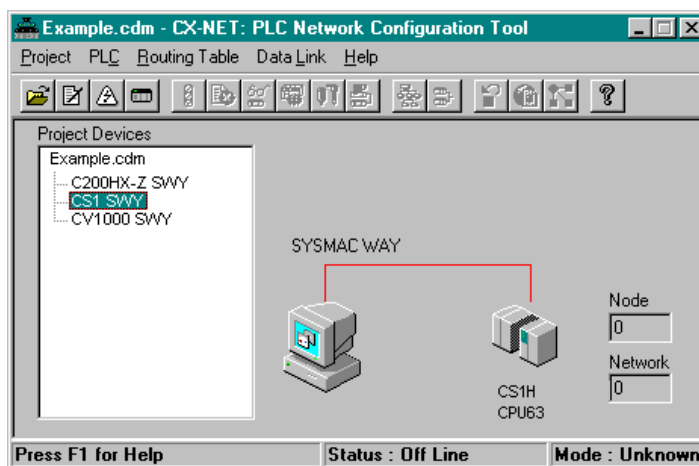 Example.cdm - CX-NET: PLC Network Configuration Tool
Project PLC Routing Table Data Link Help
Project Devices
Example.cdm
C200HX-Z SWY
CS1 SWY
CV1000 SWY
SYSMAC WAY
Node
0
Network
0
CS1H
CPU63
Press F1 for Help Status : Off Line Mode : Unknown